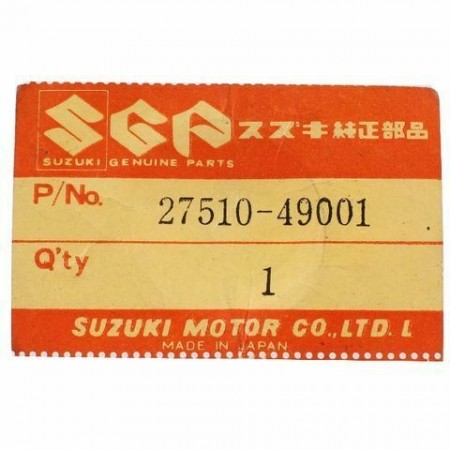 SGP スズキ純正部品
SUZUKI GENUINE PARTS
P/No. 27510-49001
Q'ty 1
SUZUKI MOTOR CO.,LTD. L
MADE IN JAPAN